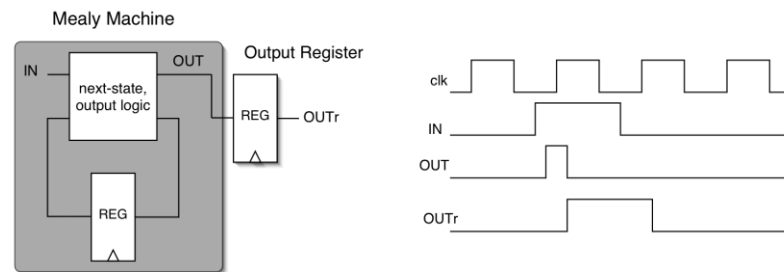 Mealy Machine
IN
next-state,
output logic
OUT
REG
Output Register
REG
OUTr
clk
IN
OUT
OUTr